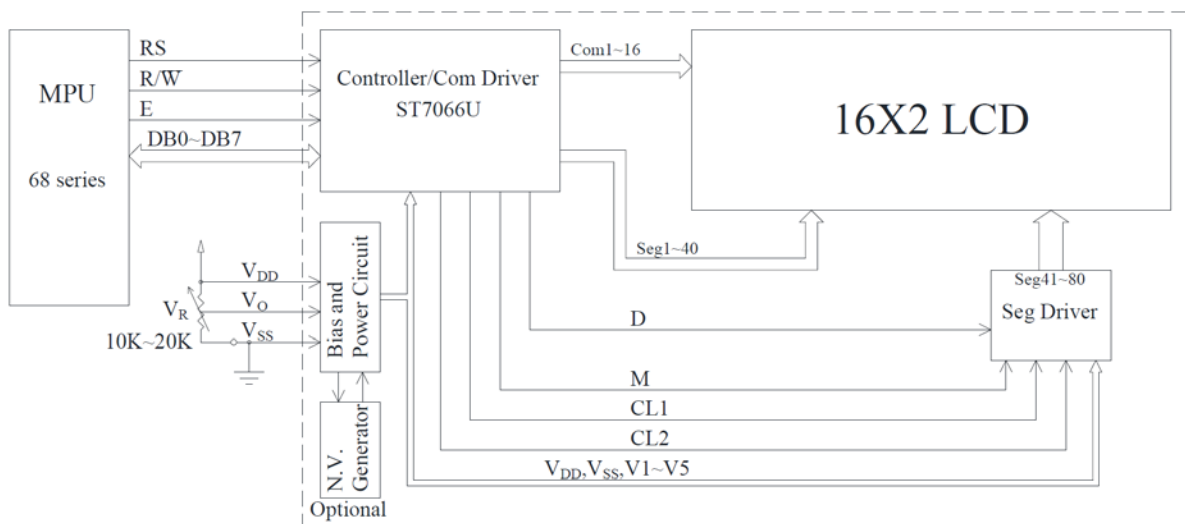 MPU
68 series
RS
R/W̅
E
DB0~DB7
Controller/Com Driver
ST7066U
Com1~16
16X2 LCD
Seg1~40
Seg41~80
Seg Driver
VDD
VR
VO
10K~20K
VSS
Bias and
Power Circuit
N.V.
Generator
Optional
D
M
CL1
CL2
VDD,VSS,V1~V5